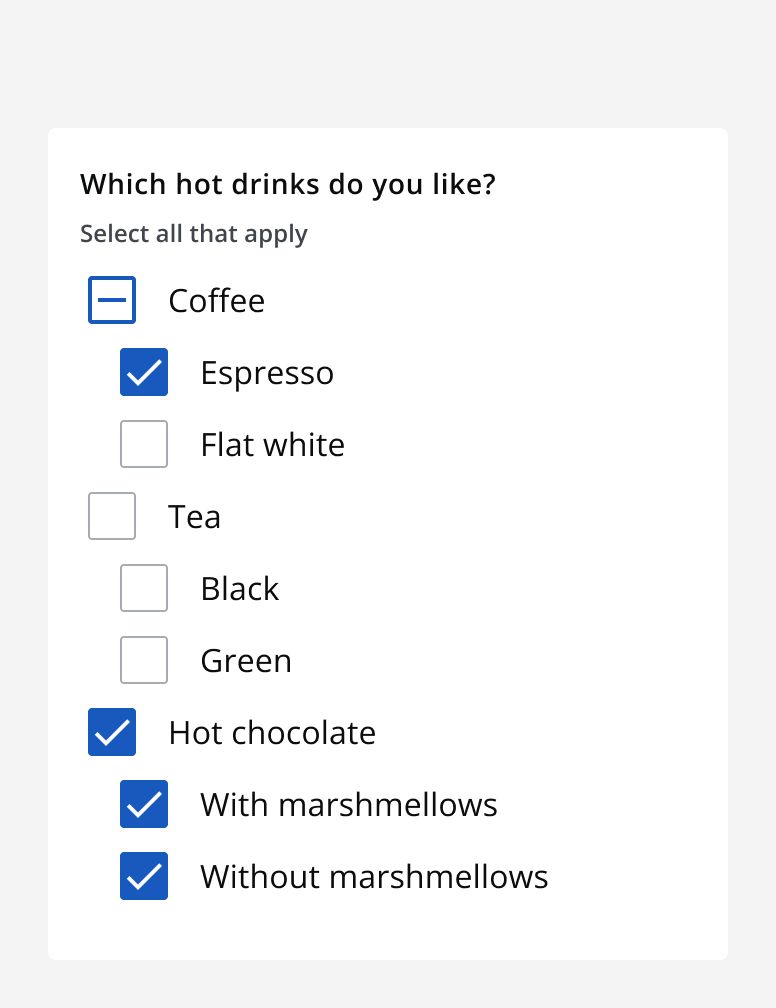 Which hot drinks do you like?
Select all that apply
Coffee
Espresso
Flat white
Tea
Black
Green
Hot chocolate
With marshmellows
Without marshmellows